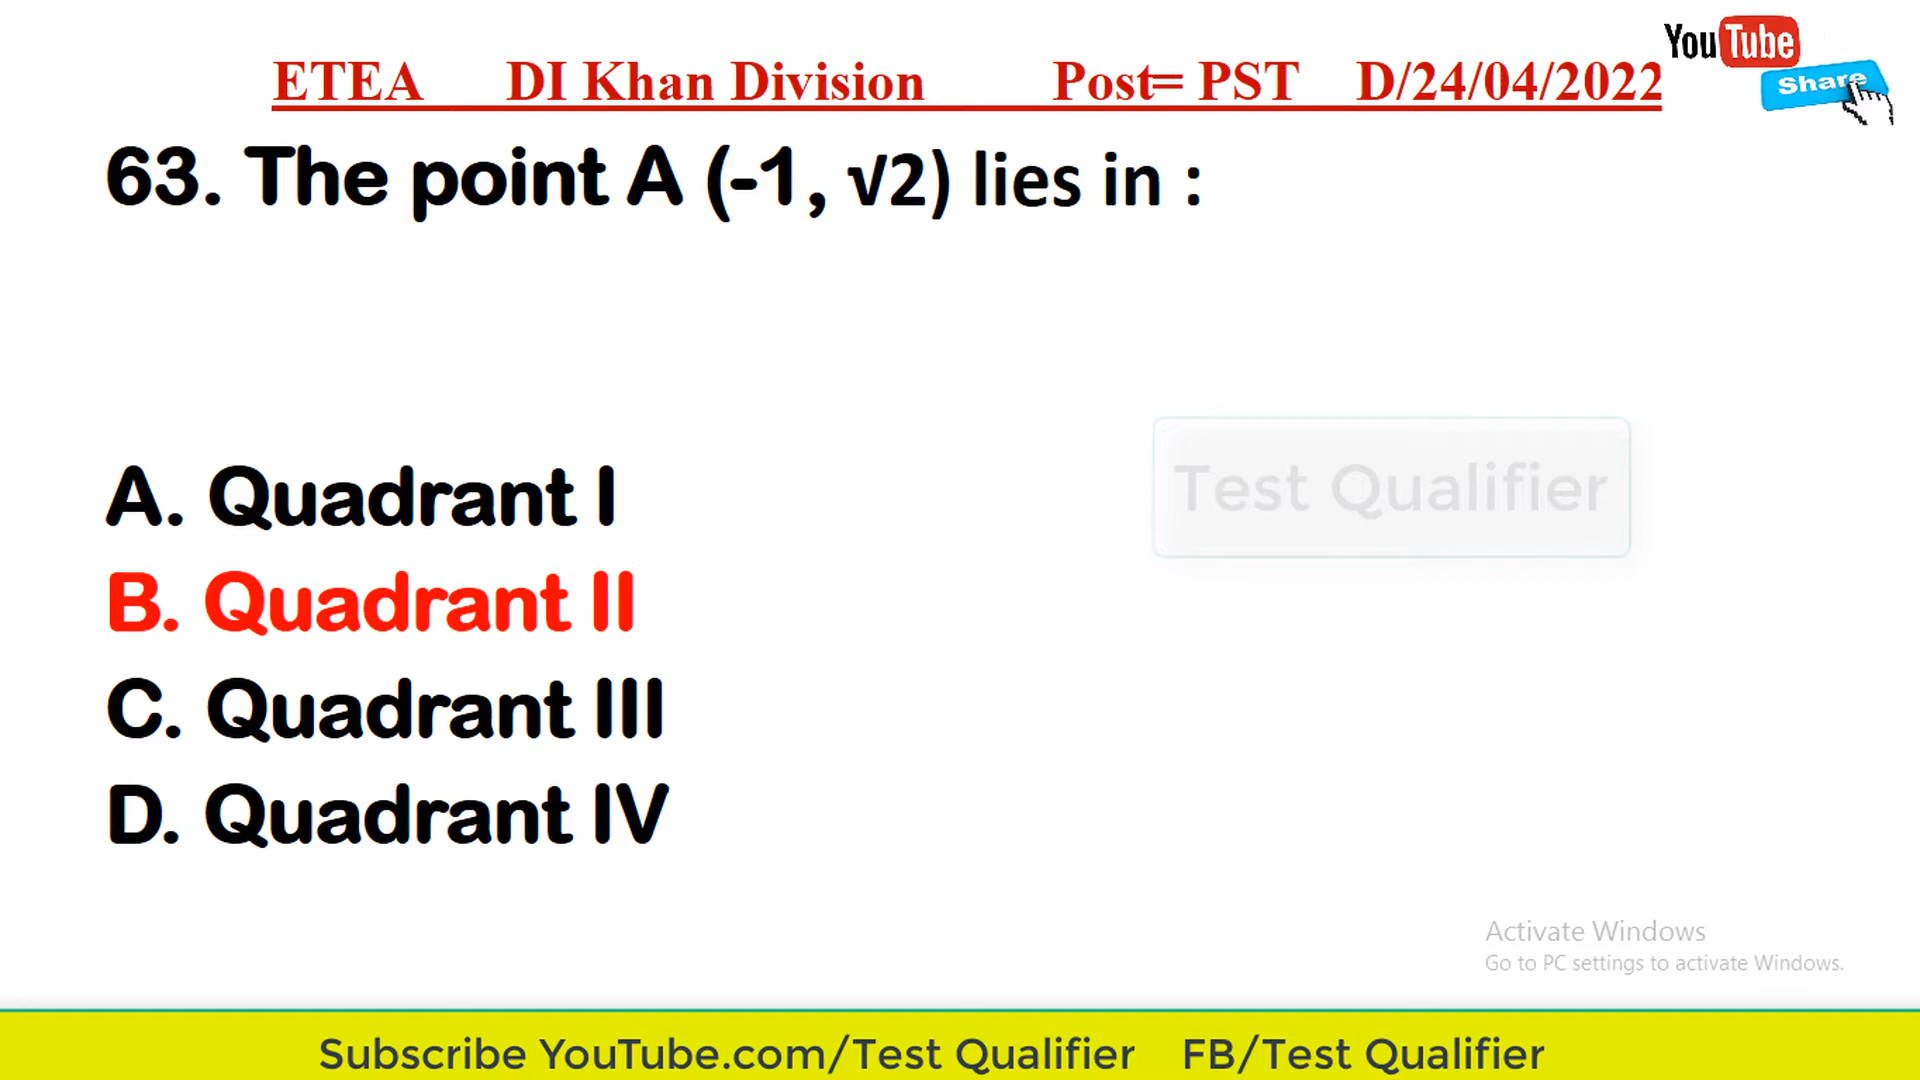 YouTube
Share
ETEA DI Khan Division Post= PST D/24/04/2022
63. The point A (-1, √2) lies in :
A. Quadrant I
Test Qualifier
B. Quadrant II
C. Quadrant III
D. Quadrant IV
Activate Windows
Go to PC settings to activate Windows.
Subscribe YouTube.com/Test Qualifier FB/Test Qualifier